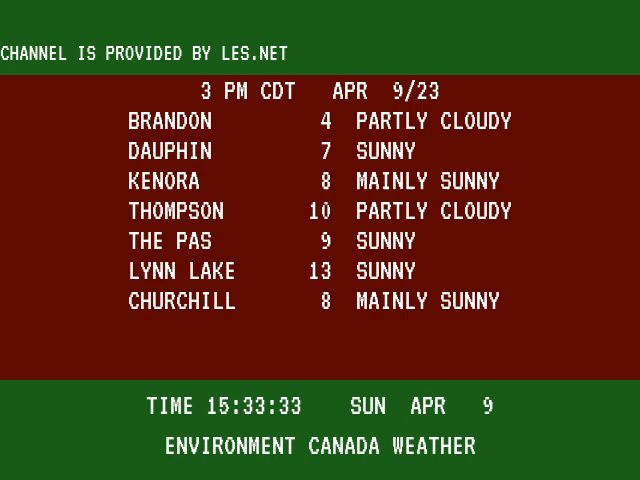 CHANNEL IS PROVIDED BY LES.NET
3 PM CDT   APR  9/23
BRANDON         4  PARTLY CLOUDY
DAUPHIN         7  SUNNY
KENORA          8  MAINLY SUNNY
THOMPSON       10  PARTLY CLOUDY
THE PAS         9  SUNNY
LYNN LAKE      13  SUNNY
CHURCHILL       8  MAINLY SUNNY
TIME 15:33:33    SUN  APR   9
ENVIRONMENT CANADA WEATHER